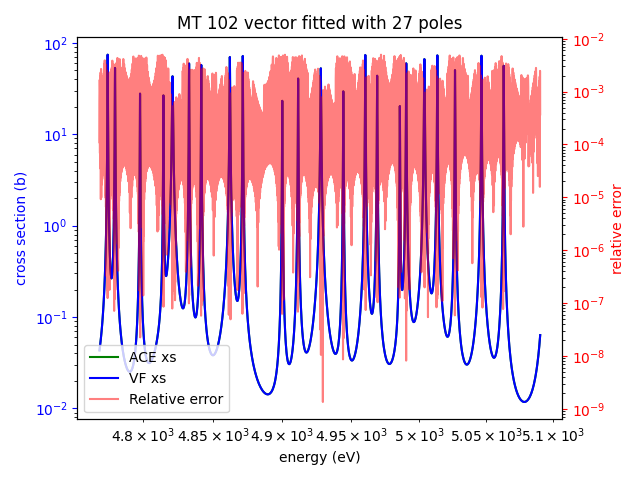 MT 102 vector fitted with 27 poles
10² 10⁻²
10¹ 10⁻³
10⁰ 10⁻⁴
10⁻¹ 10⁻⁵
10⁻² 10⁻⁶
10⁻⁷
10⁻⁸
10⁻⁹
cross section (b)
relative error
ACE xs
VF xs
Relative error
4.8 × 10³ 4.85 × 10³ 4.9 × 10³ 4.95 × 10³ 5 × 10³ 5.05 × 10³ 5.1 × 10³
energy (eV)